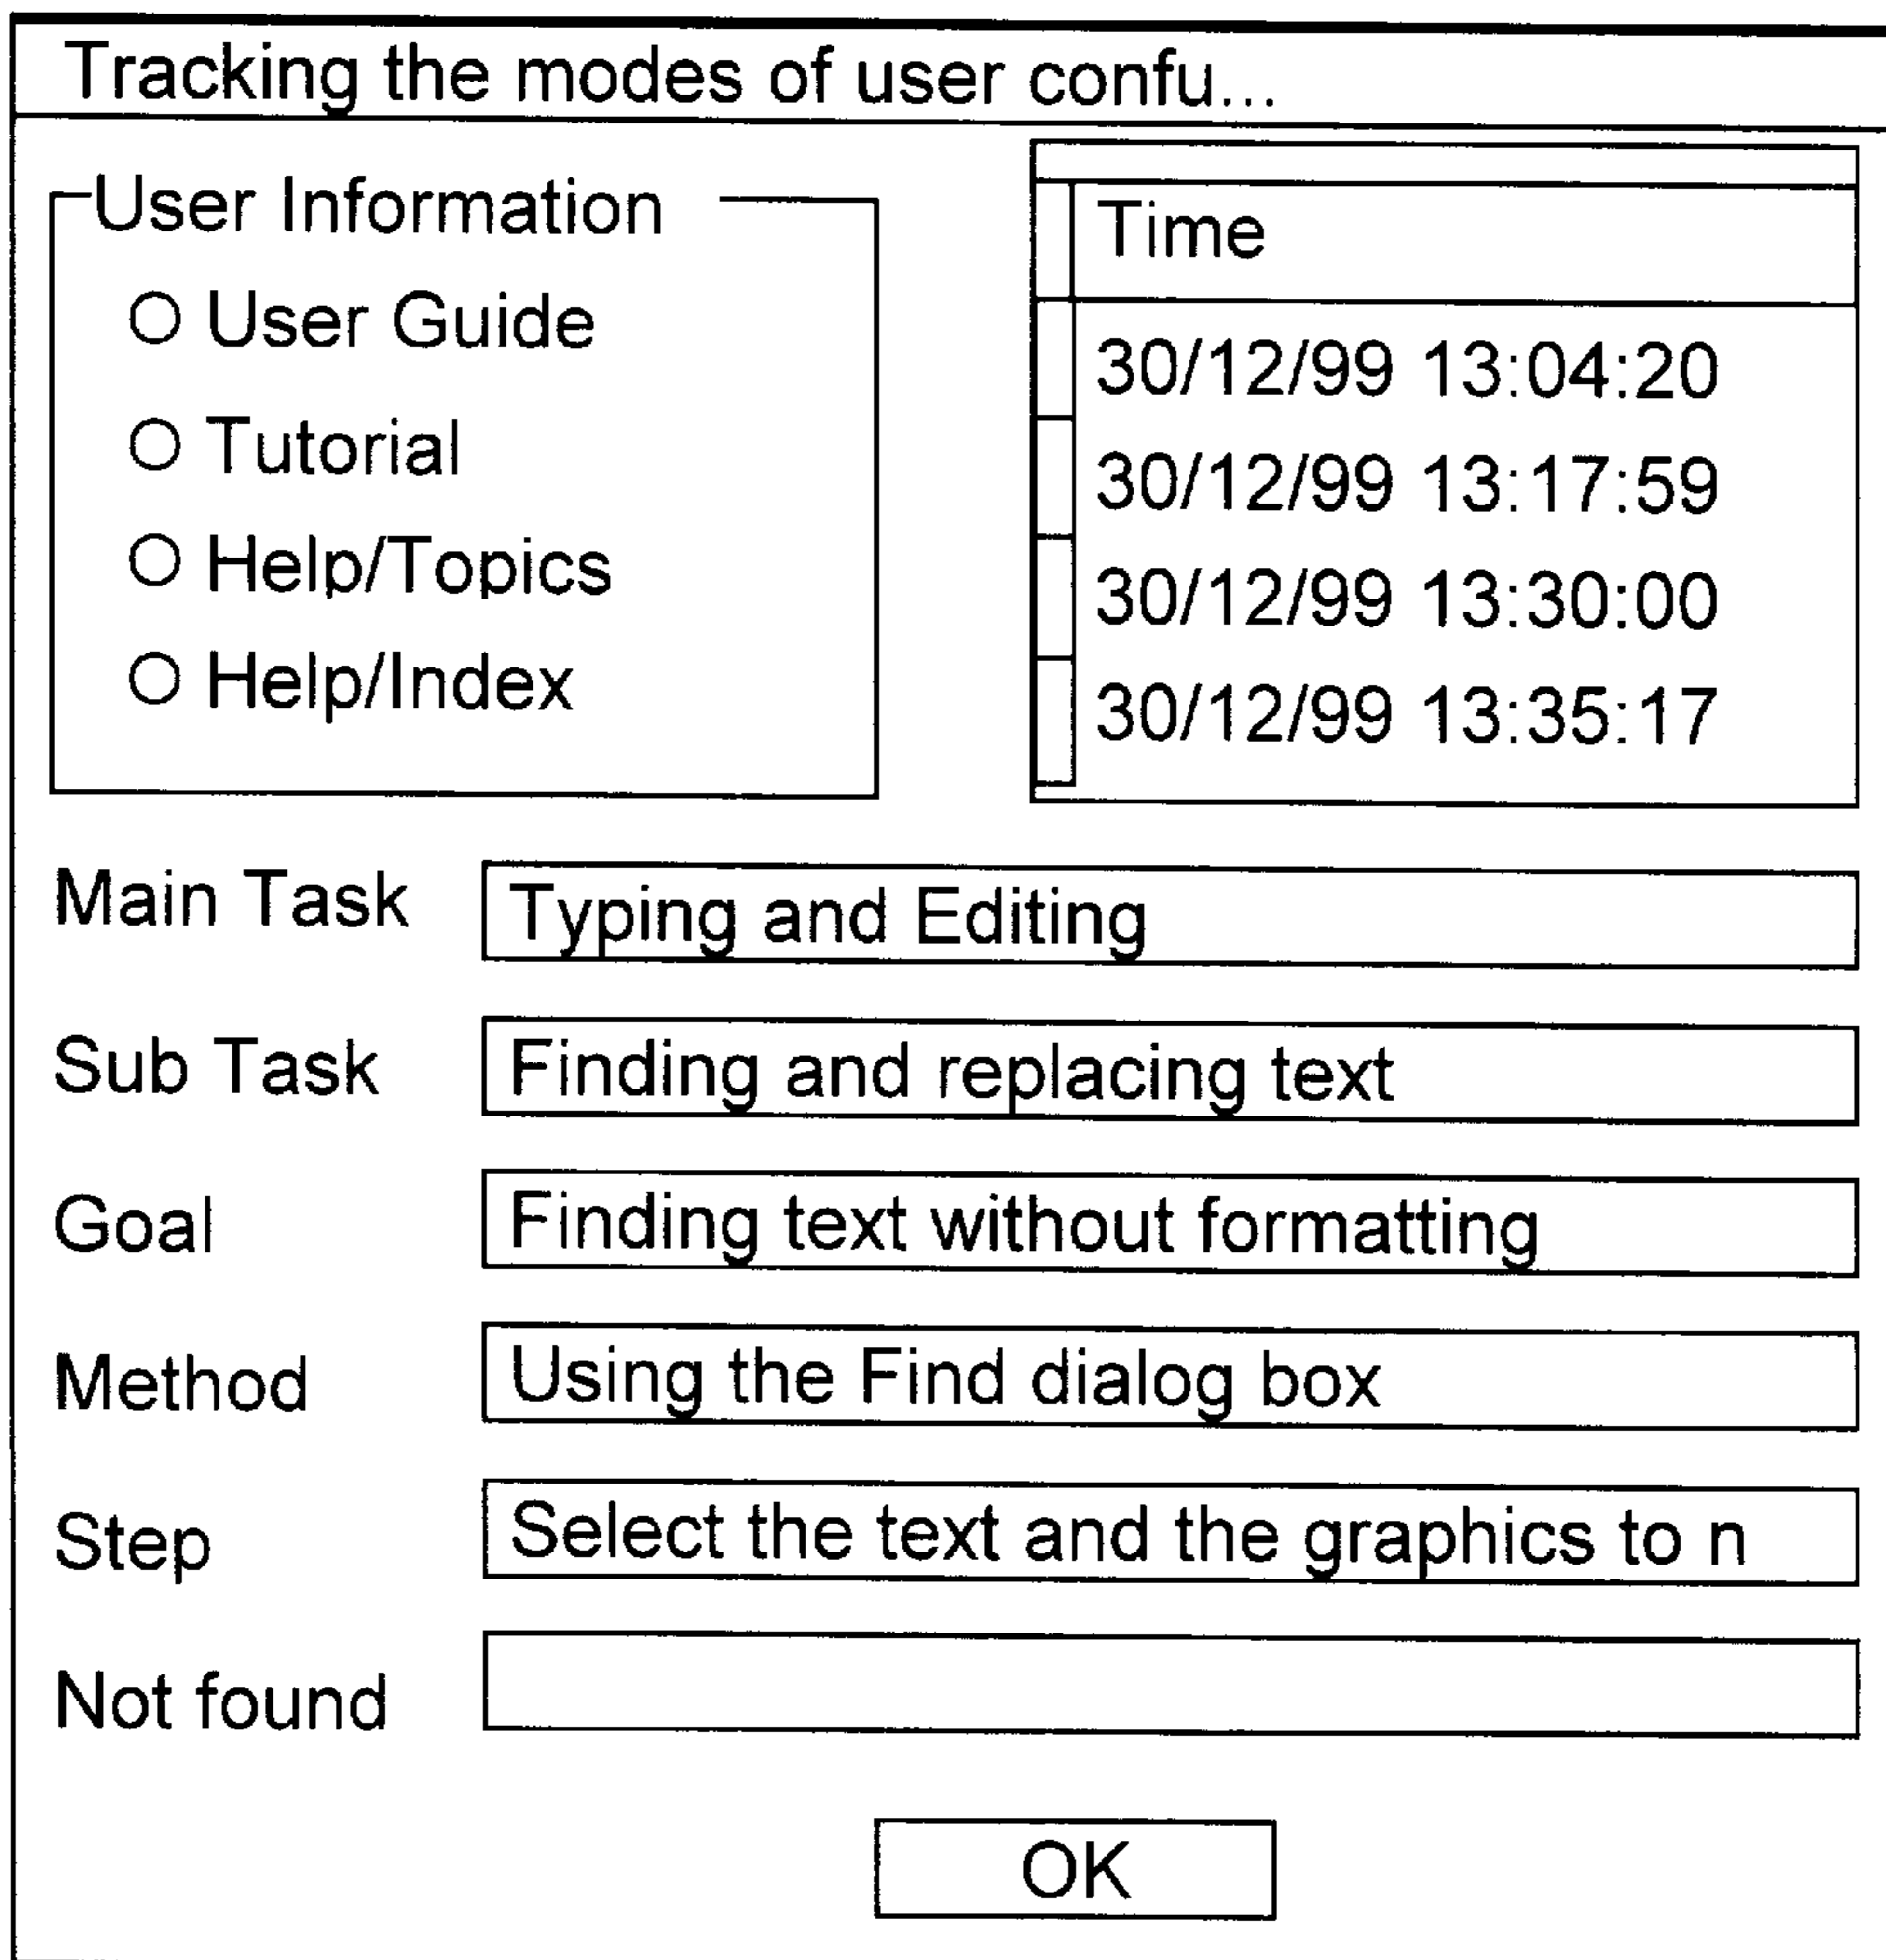 Tracking the modes of user confu...
User Information
User Guide
Tutorial
Help/Topics
Help/Index
Time
30/12/99 13:04:20
30/12/99 13:17:59
30/12/99 13:30:00
30/12/99 13:35:17
Main Task
Typing and Editing
Sub Task
Finding and replacing text
Goal
Finding text without formatting
Method
Using the Find dialog box
Step
Select the text and the graphics to n
Not found
OK